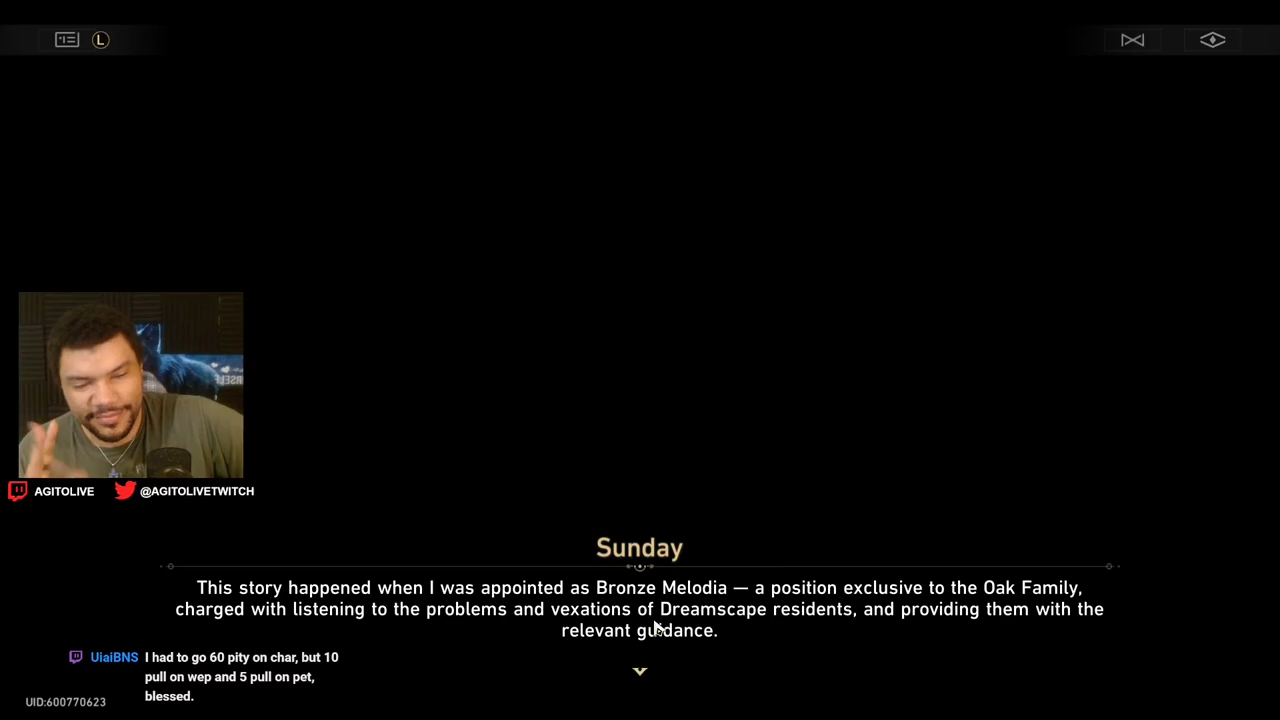 L
AGITOLIVE @AGITOLIVETWITCH
Sunday
This story happened when I was appointed as Bronze Melodia — a position exclusive to the Oak Family,
charged with listening to the problems and vexations of Dreamscape residents, and providing them with the
relevant guidance.
UiaiBNS I had to go 60 pity on char, but 10
pull on wep and 5 pull on pet,
blessed.
UID:600770623